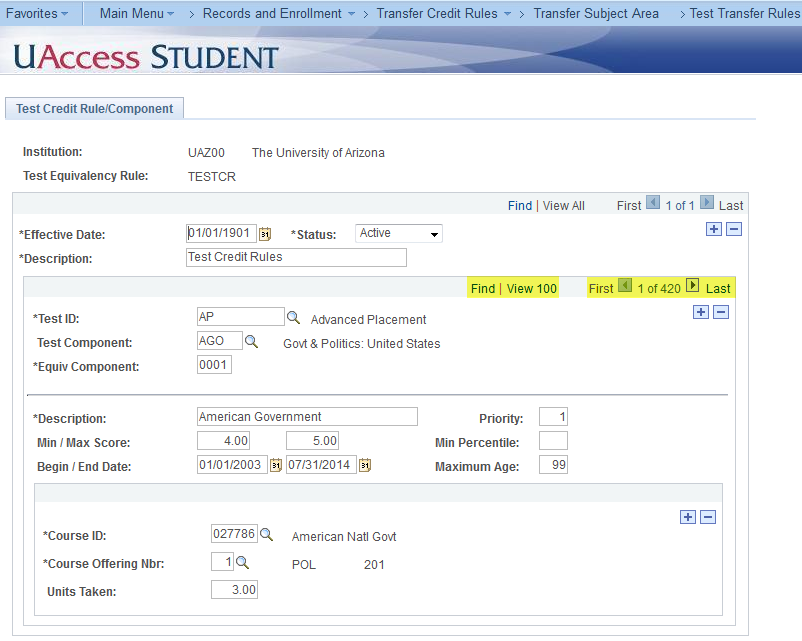 Favorites Main Menu > Records and Enrollment > Transfer Credit Rules > Transfer Subject Area > Test Transfer Rules
UACCESS STUDENT
Test Credit Rule/Component
Institution: UAZ00 The University of Arizona
Test Equivalency Rule: TESTCR
Find | View All First 1 of 1 Last
*Effective Date: 01/01/1901 31 *Status: Active
*Description: Test Credit Rules
Find | View 100 First 1 of 420 Last
*Test ID: AP Advanced Placement
Test Component: AGO Govt & Politics: United States
*Equiv Component: 0001
*Description: American Government Priority: 1
Min / Max Score: 4.00 5.00 Min Percentile:
Begin / End Date: 01/01/2003 31 07/31/2014 31 Maximum Age: 99
*Course ID: 027786 American Natl Govt
*Course Offering Nbr: 1 POL 201
Units Taken: 3.00